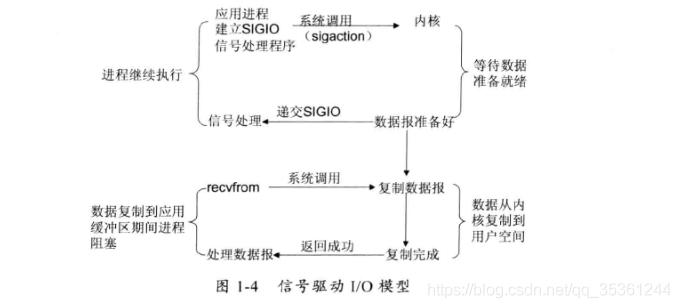 应用进程
建立SIGIO
信号处理程序
系统调用
（sigaction）
内核
进程继续执行
等待数据
准备就绪
信号处理
递交SIGIO
数据报准备好
recvfrom
系统调用
复制数据报
数据复制到应用
缓冲区期间进程
阻塞
数据从内
核复制到
用户空间
处理数据报
返回成功
复制完成
图 1-4 信号驱动 I/O 模型
https://blog.csdn.net/qq_35361244